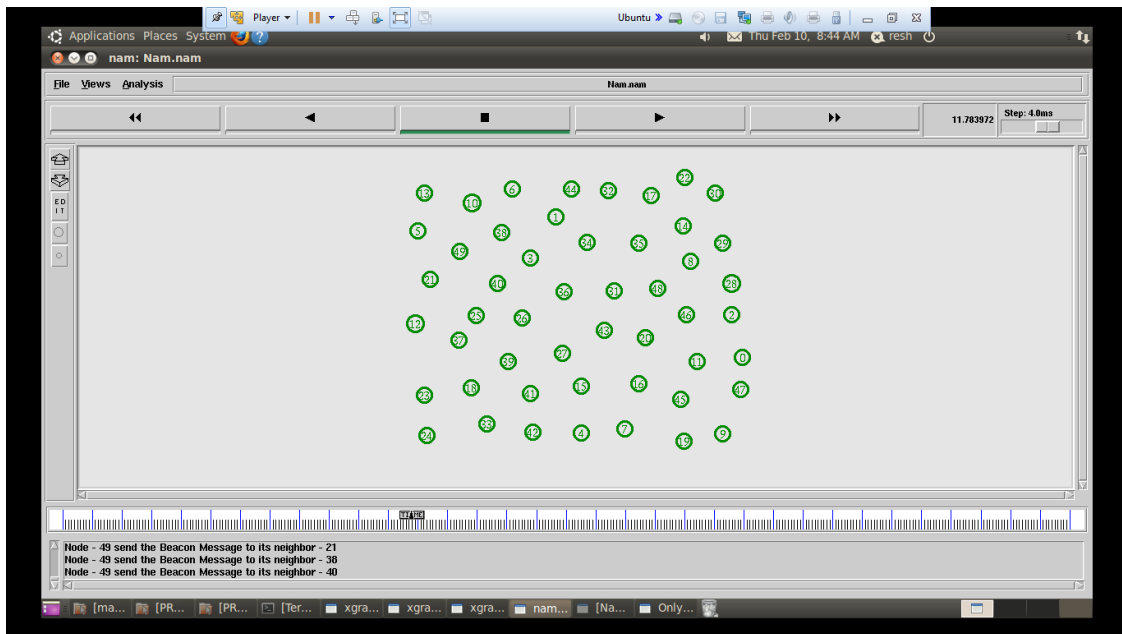 Player Ubuntu
Applications Places System Thu Feb 10, 8:44 AM resh
nam: Nam.nam
File Views Analysis Nam.nam
11.783972 Step: 4.0ms
ED
IT
22
13 6 44 32 17 30
10
1
5 38 14
34 35 29
49 3 8
21 40 36 31 48 28
25 26 46 2
12 43
37 20
39 27 11 0
18 15 16 47
23 41 45
33 7
24 42 4 19 9
TIME
Node - 49 send the Beacon Message to its neighbor - 21
Node - 49 send the Beacon Message to its neighbor - 38
Node - 49 send the Beacon Message to its neighbor - 40
[ma... [PR... [PR... [Ter... xgra... xgra... xgra... nam... [Na... Only...